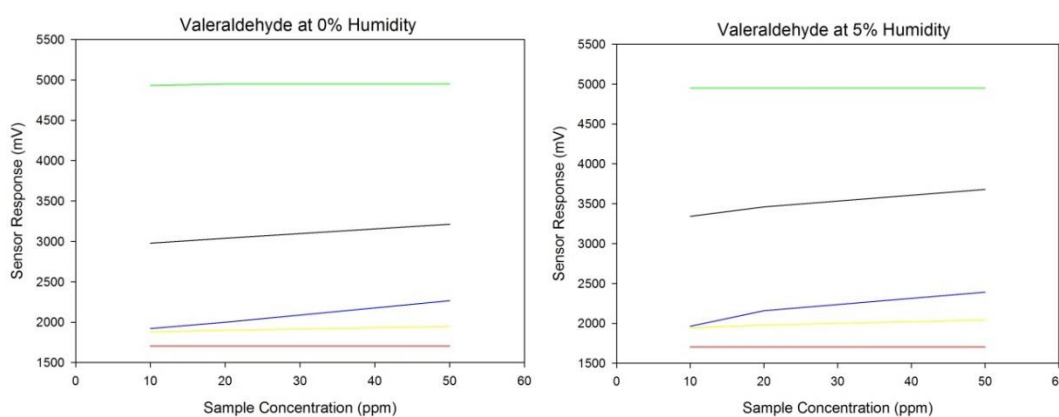 Valeraldehyde at 0% Humidity
5500
5000
4500
4000
3500
3000
2500
2000
1500
Sensor Response (mV)
0 10 20 30 40 50 60
Sample Concentration (ppm)
Valeraldehyde at 5% Humidity
5500
5000
4500
4000
3500
3000
2500
2000
1500
Sensor Response (mV)
0 10 20 30 40 50 60
Sample Concentration (ppm)